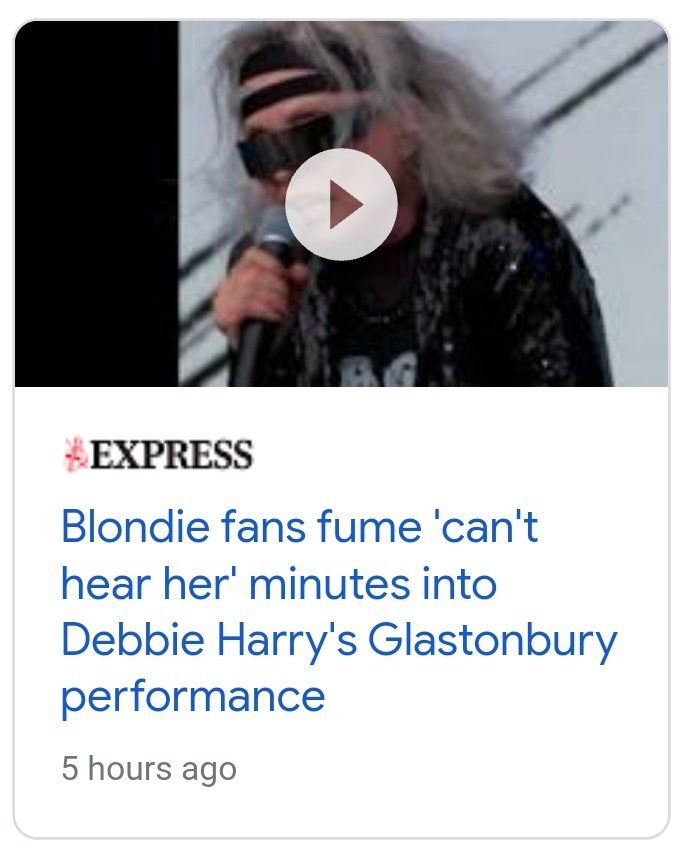 EXPRESS
Blondie fans fume 'can't
hear her' minutes into
Debbie Harry's Glastonbury
performance
5 hours ago